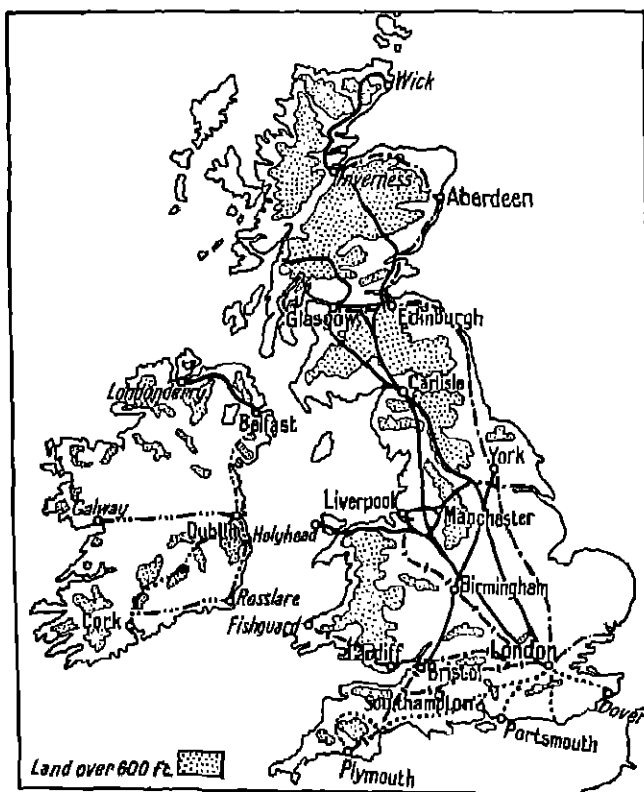 Wick
Inverness
Aberdeen
Glasgow
Edinburgh
Londonderry
Carlisle
Belfast
York
Galway
Liverpool
Dublin
Holyhead
Manchester
Birmingham
Rosslare
Cork
Fishguard
Cardiff
London
Bristol
Southampton
Dover
Portsmouth
Land over 600 ft.
Plymouth